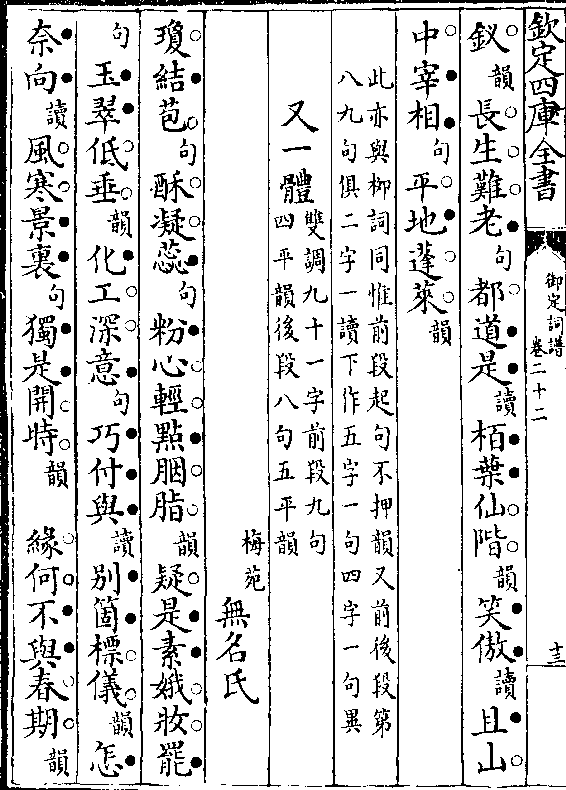 欽定四庫全書
御定詞譜
卷二十二
十三
釵韻長生難老句都道是讀栢葉仙階韻笑傲讀且山
中宰相句平地蓬萊韻
此亦與柳詞同惟前段起句不押韻又前後段第
八九句俱二字一讀下作五字一句四字一句異
又一體雙調九十一字前段九句
四平韻後段八句五平韻
梅苑無名氏
瓊結苞句酥凝蕊句粉心輕點胭脂韻疑是素娥妝罷
句玉翠低垂韻化工深意句巧付與讀別箇標儀韻怎
奈向讀風寒景裏句獨是開時韻 緣何不與春期韻